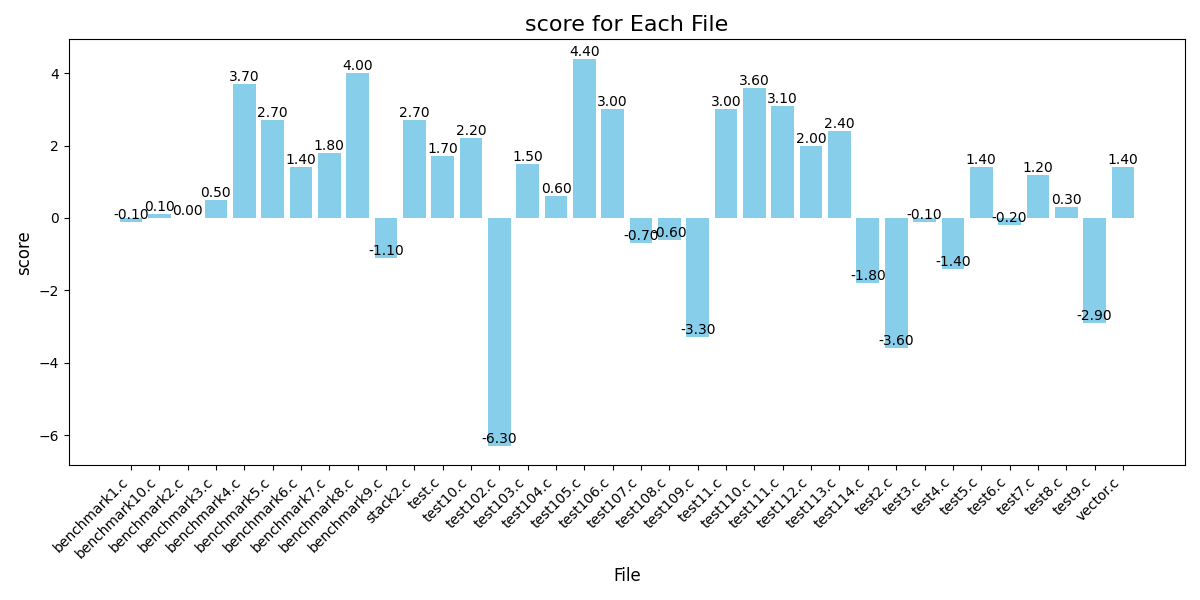 score for Each File
score
4
2
0
−2
−4
−6
-0.10
0.10
0.00
0.50
3.70
2.70
1.40
1.80
4.00
-1.10
2.70
1.70
2.20
-6.30
1.50
0.60
4.40
3.00
-0.70
-0.60
-3.30
3.00
3.60
3.10
2.00
2.40
-1.80
-3.60
-0.10
-1.40
1.40
-0.20
1.20
0.30
-2.90
1.40
benchmark1.c
benchmark10.c
benchmark2.c
benchmark3.c
benchmark4.c
benchmark5.c
benchmark6.c
benchmark7.c
benchmark8.c
benchmark9.c
stack2.c
test.c
test10.c
test102.c
test103.c
test104.c
test105.c
test106.c
test107.c
test108.c
test109.c
test11.c
test110.c
test111.c
test112.c
test113.c
test114.c
test2.c
test3.c
test4.c
test5.c
test6.c
test7.c
test8.c
test9.c
vector.c
File